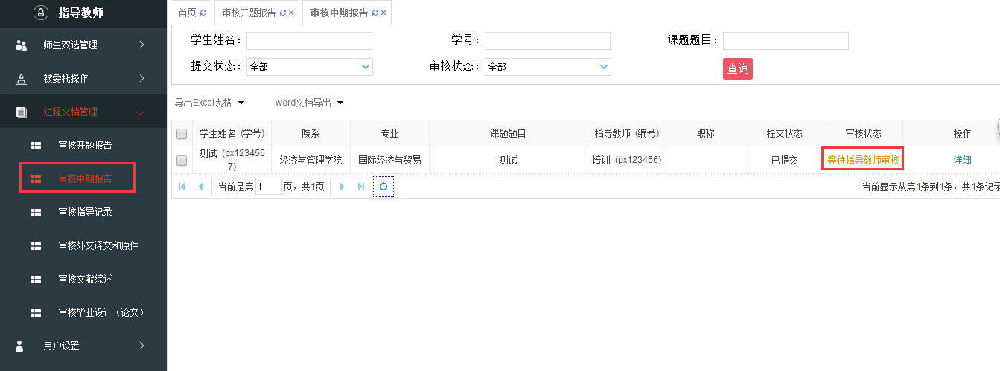 指导教师
师生双选管理
被委托操作
过程文档管理
审核开题报告
审核中期报告
审核指导记录
审核外文译文和原件
审核文献综述
审核毕业设计（论文）
用户设置
首页 审核开题报告 审核中期报告
学生姓名： 学号： 课题题目：
提交状态： 全部 审核状态： 全部 查询
导出Excel表格 word文档导出
学生姓名 (学号) 院系 专业 课题题目 指导教师 (编号) 职称 提交状态 审核状态 操作
测试 (px123456
7) 经济与管理学院 国际经济与贸易 测试 培训 (px123456) 已提交 等待指导教师审核 详细
当前是第 1 页，共1页 当前显示从第1条到1条，共1条记录